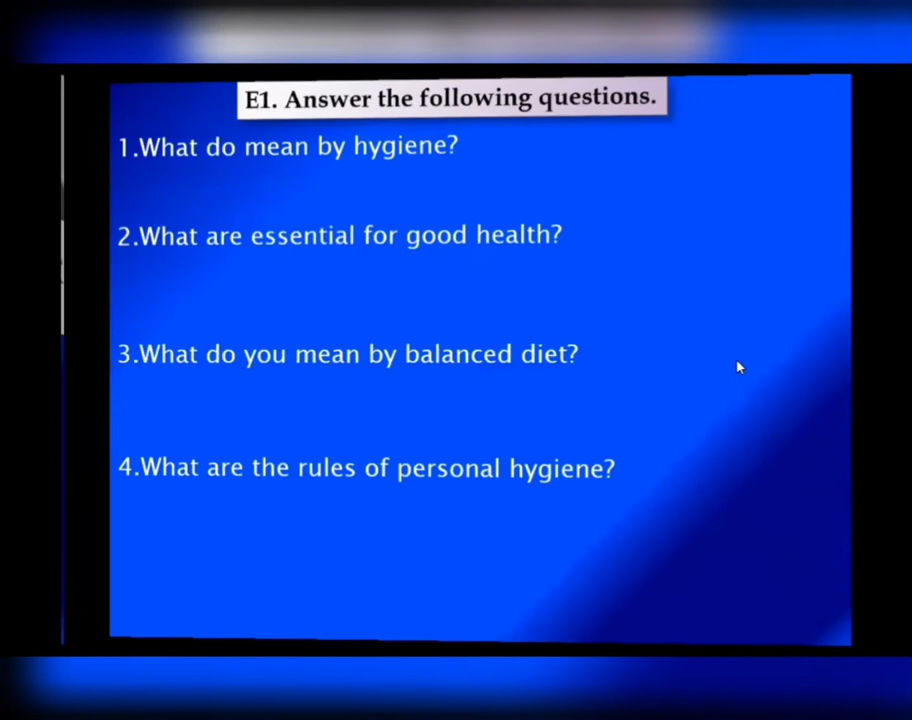 E1. Answer the following questions.
1.What do mean by hygiene?
2.What are essential for good health?
3.What do you mean by balanced diet?
4.What are the rules of personal hygiene?